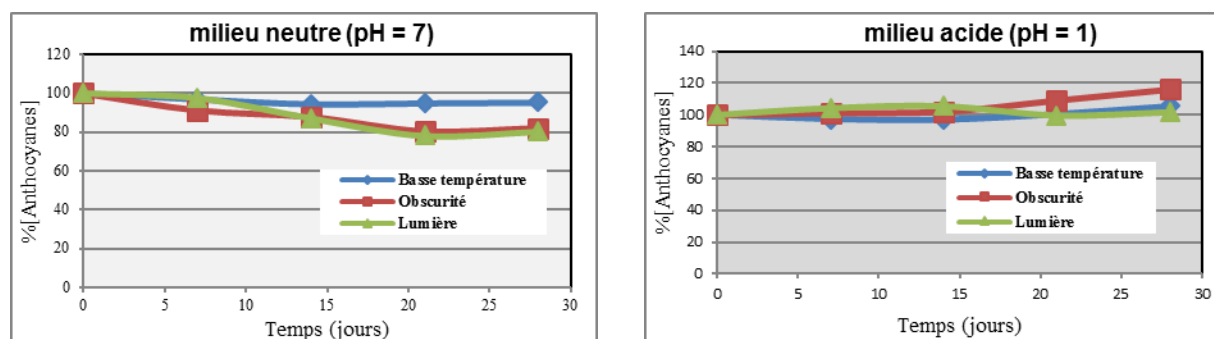 milieu neutre (pH = 7)
120
100
80
60
40
20
0
%[Anthocyanes]
Basse température
Obscurité
Lumière
0 5 10 15 20 25 30
Temps (jours)
milieu acide (pH = 1)
140
120
100
80
60
40
20
0
%[Anthocyanes]
Basse température
Obscurité
Lumière
0 5 10 15 20 25 30
Temps (jours)